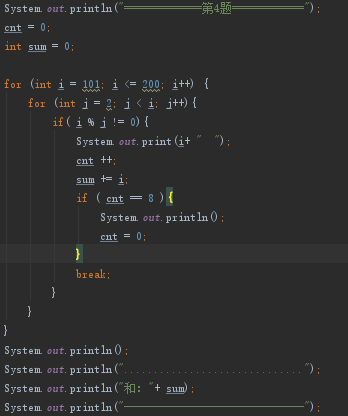 System.out.println("════════════第4题═══════════");
cnt = 0;
int sum = 0;
for (int i = 101; i <= 200; i++) {
for (int j = 2; j < i; j++){
if( i % j != 0){
System.out.print(i+ "  ");
cnt ++;
sum += i;
if ( cnt == 8 ){
System.out.println();
cnt = 0;
}
break;
}
}
}
System.out.println();
System.out.println("..............................");
System.out.println("和: "+ sum);
System.out.println("──────────────────────────────");